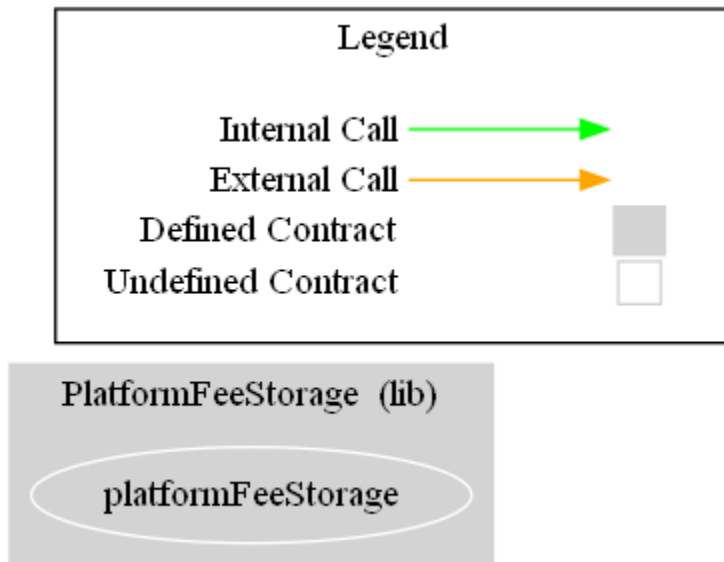 Legend
Internal Call
External Call
Defined Contract
Undefined Contract
PlatformFeeStorage (lib)
platformFeeStorage